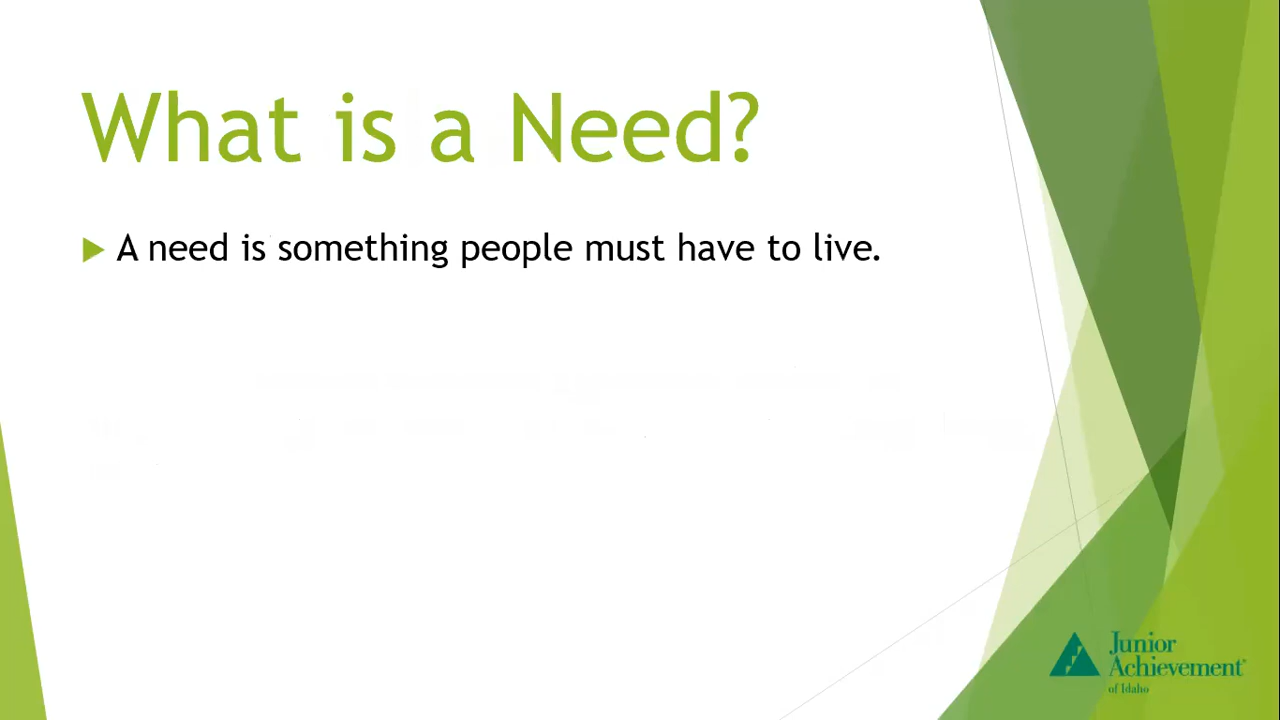 What is a Need?
A need is something people must have to live.
Junior
Achievement
of Idaho